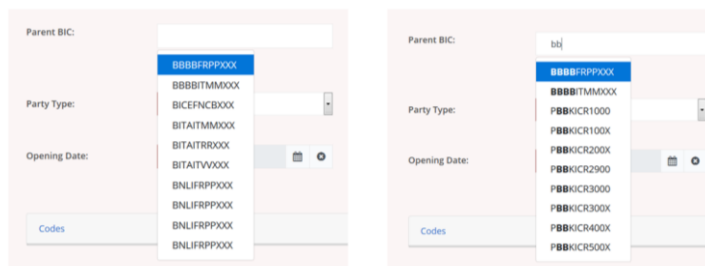 Parent BIC:
BBBBFRPPXXX
BBBBITMMXXX
BICEFNCBXXX
Party Type:
BITAITMMXXX
BITAITRRXXX
Opening Date:
BITAITVVXXX
BNLIFRPPXXX
BNLIFRPPXXX
Codes
BNLIFRPPXXX
BNLIFRPPXXX
Parent BIC:
bb
BBBBFRPPXXX
BBBBITMMXXX
Party Type:
PBBKICR1000
PBBKICR100X
PBBKICR200X
Opening Date:
PBBKICR2900
PBBKICR3000
PBBKICR300X
Codes
PBBKICR400X
PBBKICR500X